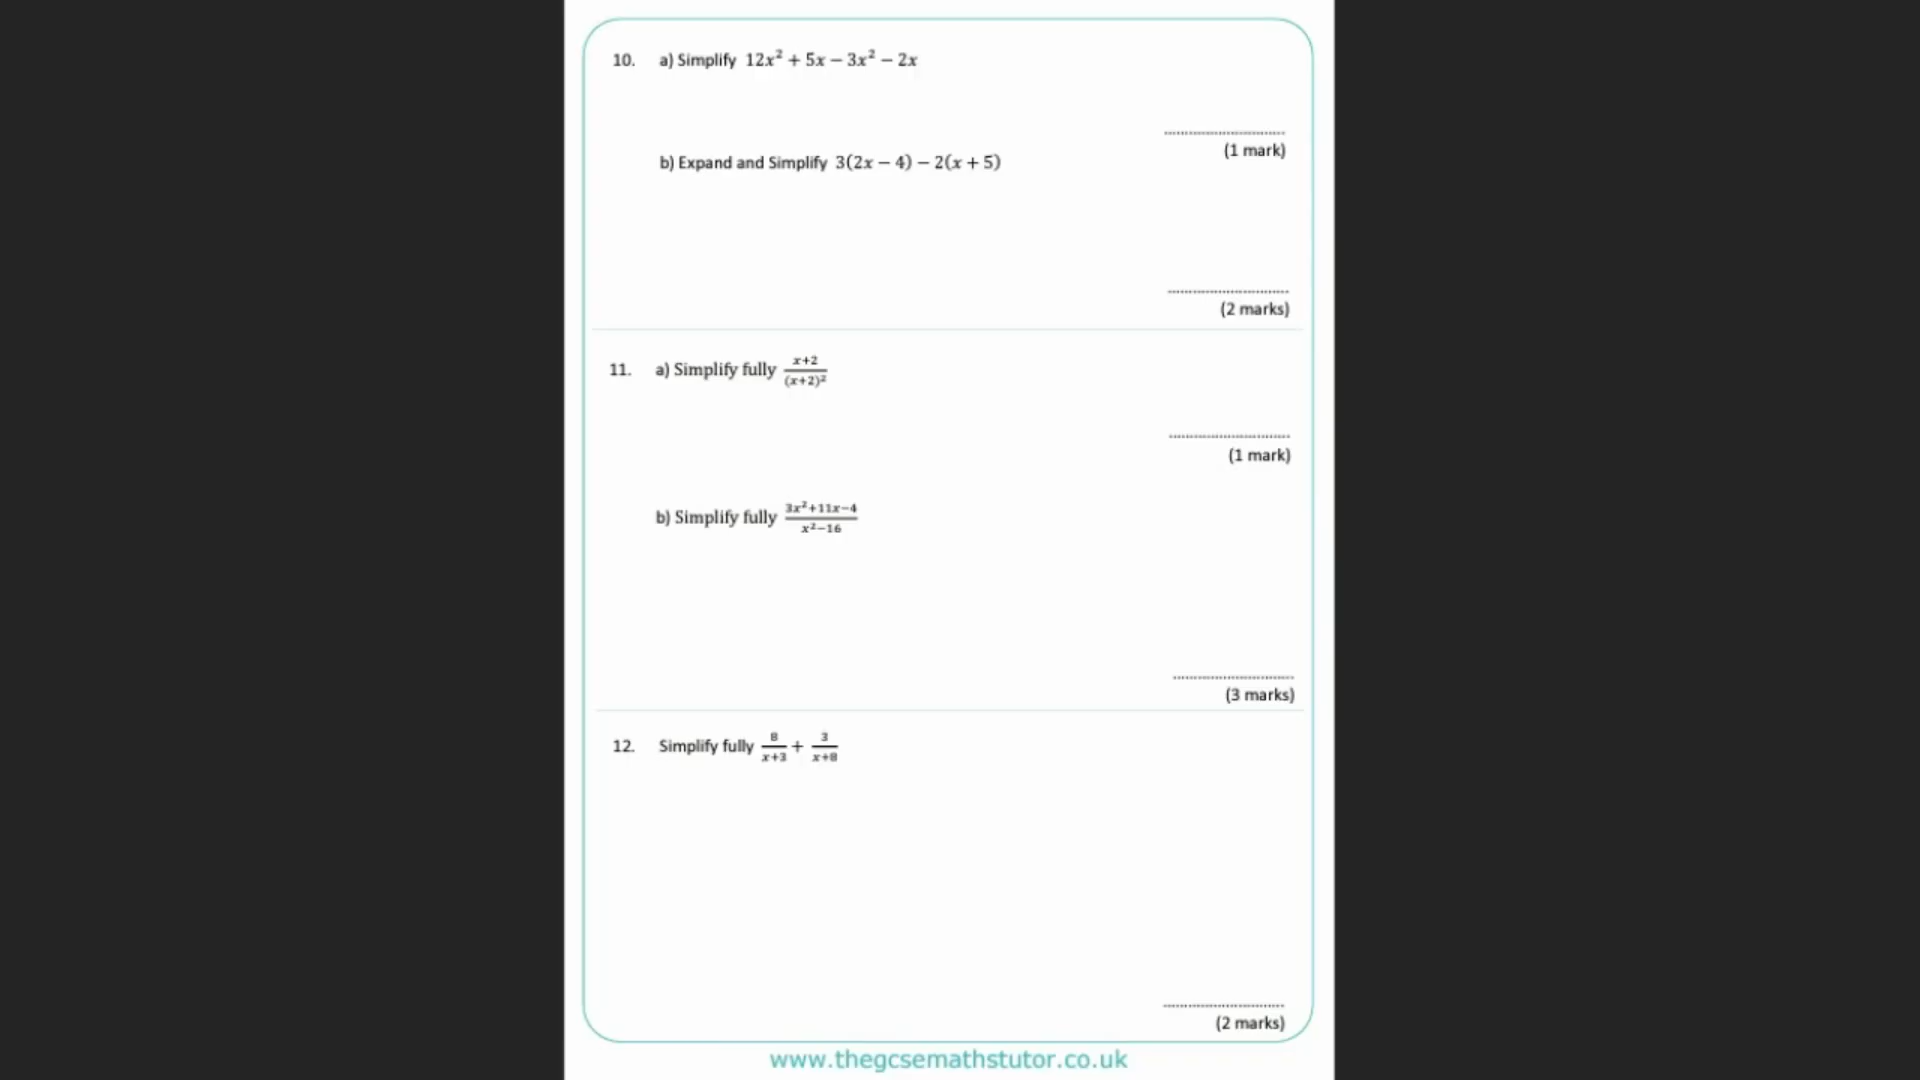 10. a) Simplify 12x² + 5x − 3x² − 2x
..............................
(1 mark)
b) Expand and Simplify 3(2x − 4) − 2(x + 5)
..............................
(2 marks)
11. a) Simplify fully (x+2)/(x+2)²
..............................
(1 mark)
b) Simplify fully (3x²+11x−4)/(x²−16)
..............................
(3 marks)
12. Simplify fully 8/(x+3) + 3/(x+8)
..............................
(2 marks)
www.thegcsemathstutor.co.uk